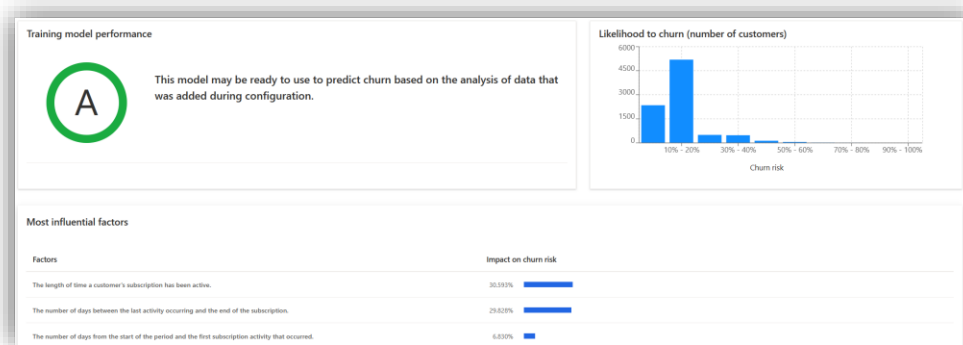 Training model performance
A
This model may be ready to use to predict churn based on the analysis of data that
was added during configuration.
Likelihood to churn (number of customers)
6000
4500
3000
1500
0
10% - 20% 30% - 40% 50% - 60% 70% - 80% 90% - 100%
Churn risk
Most influential factors
Factors Impact on churn risk
The length of time a customer's subscription has been active. 30.593%
The number of days between the last activity occurring and the end of the subscription. 29.828%
The number of days from the start of the period and the first subscription activity that occurred. 6.830%